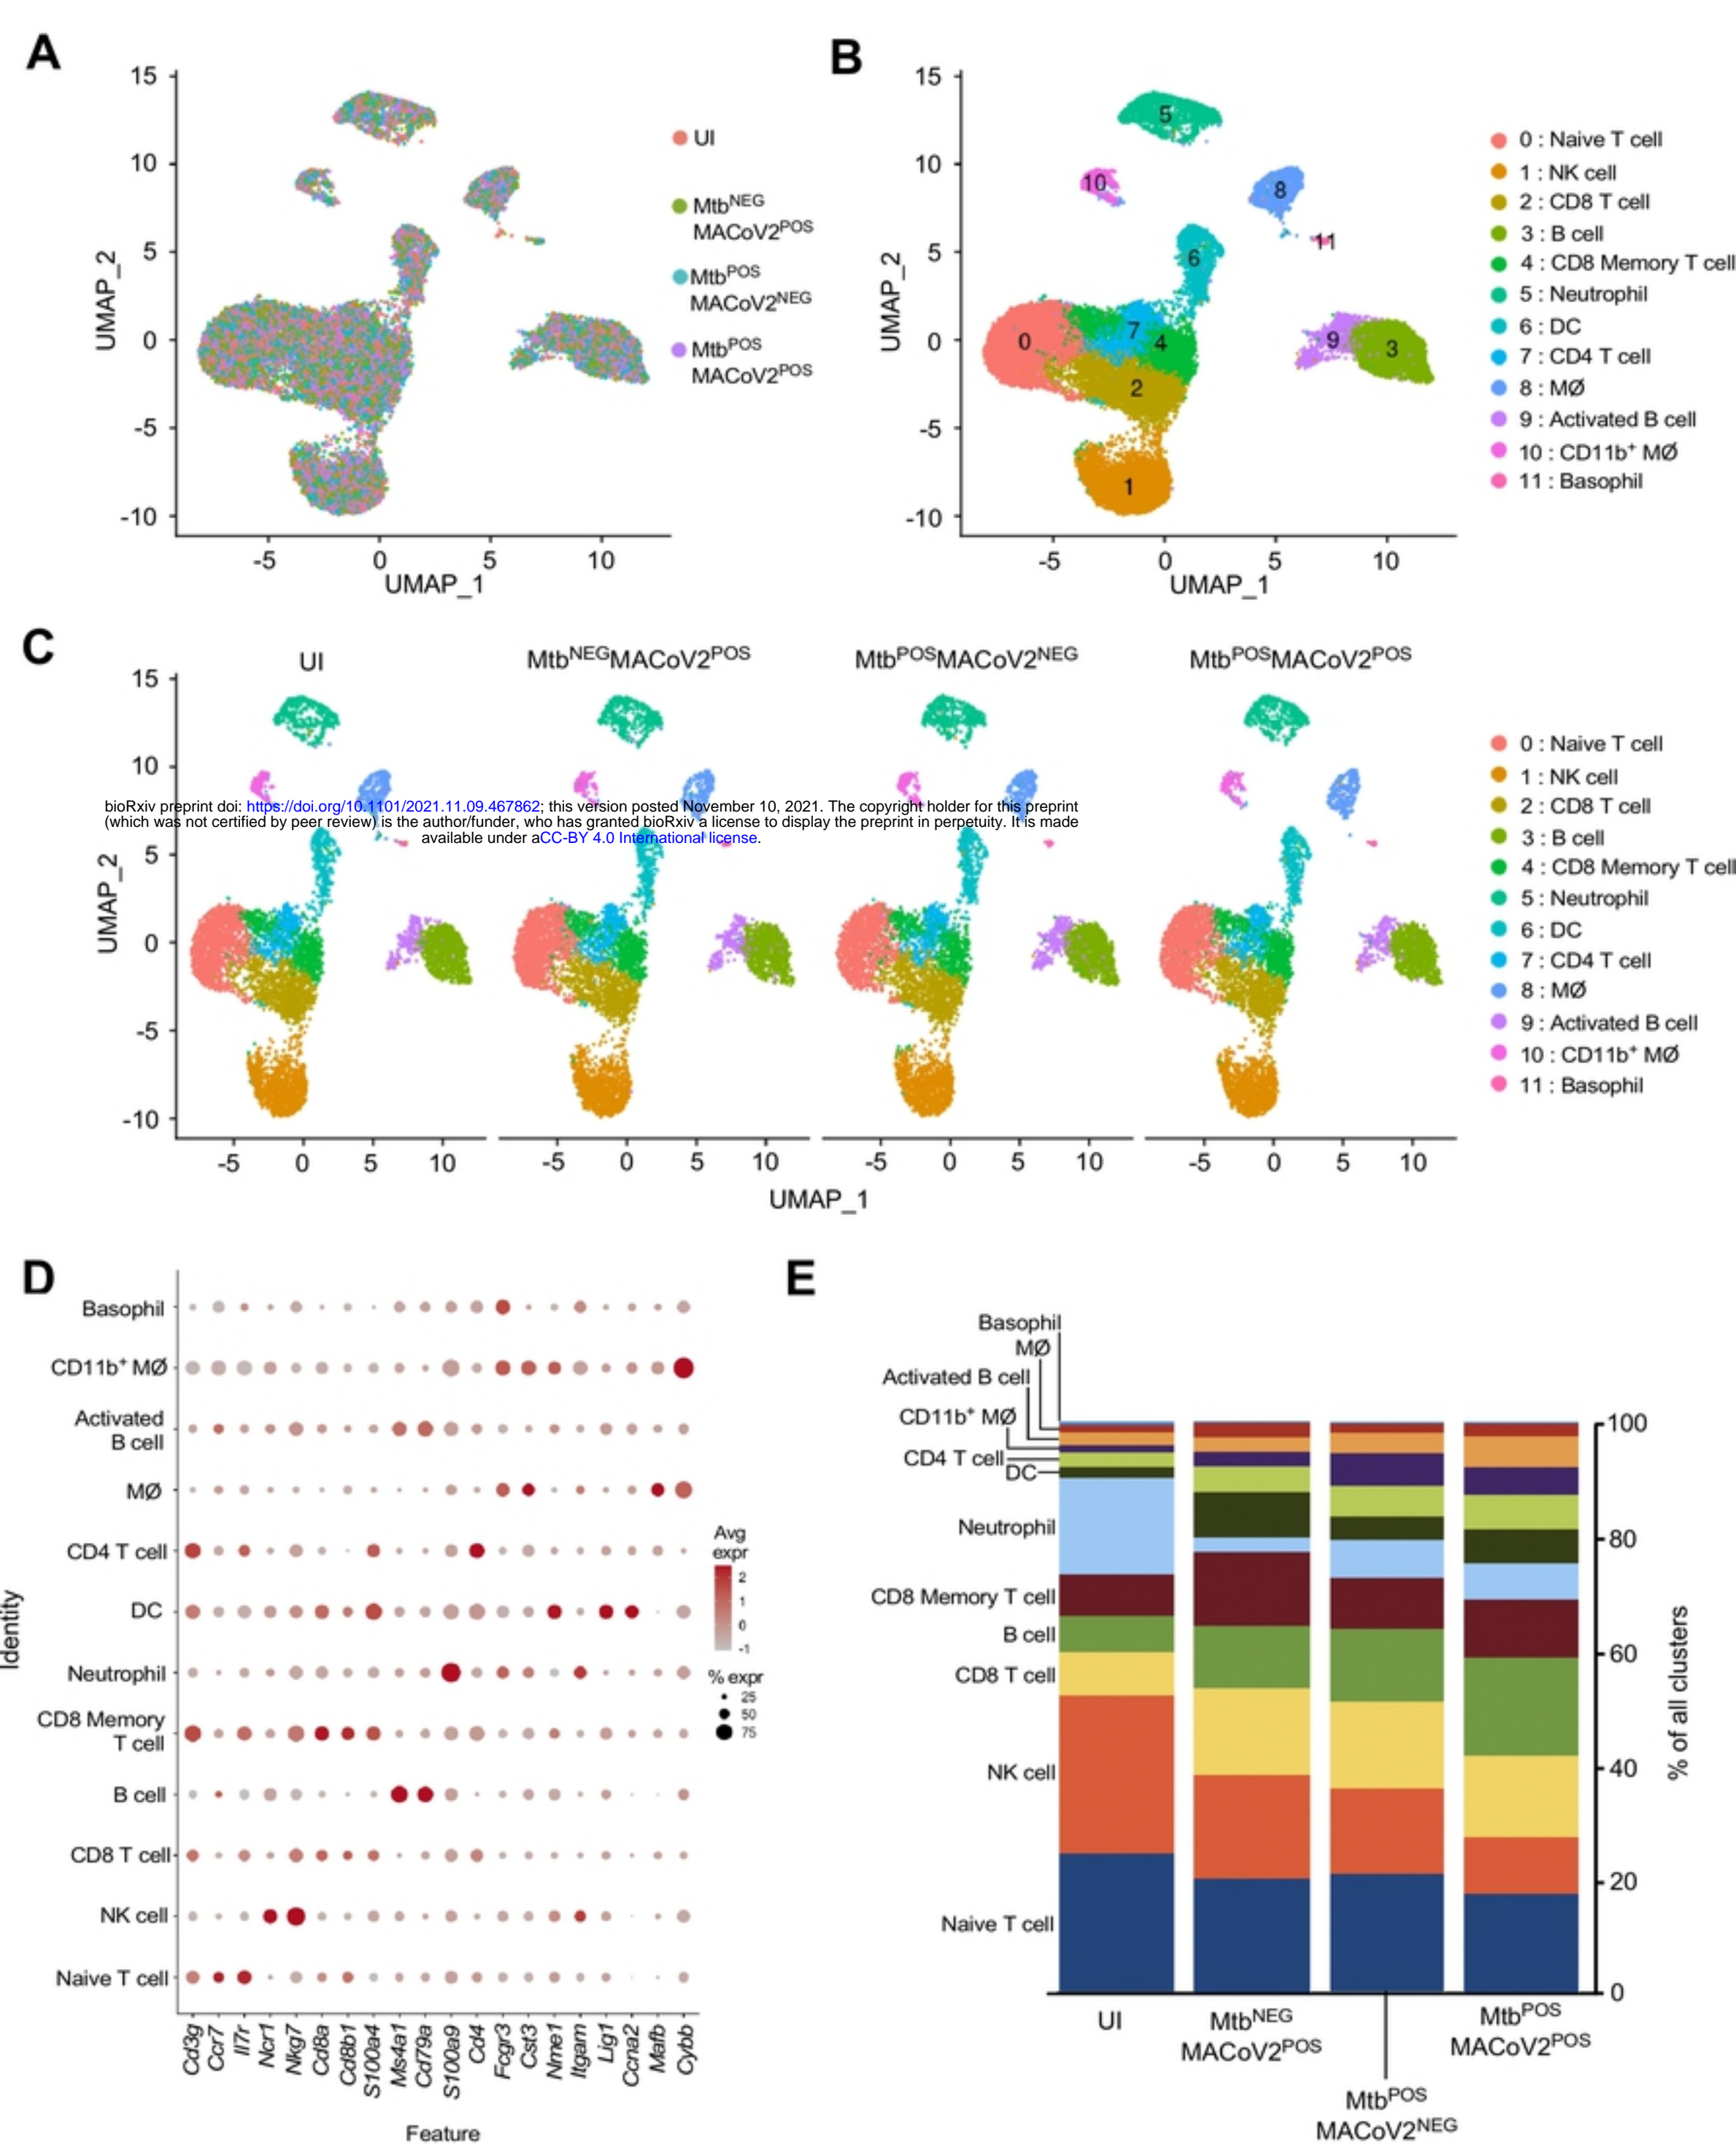 A
15
10
5
0
-5
-10
UMAP_2
-5 0 5 10
UMAP_1
UI
MtbNEG
MACoV2POS
MtbPOS
MACoV2NEG
MtbPOS
MACoV2POS
B
15
10
5
0
-5
-10
UMAP_2
5
10
8
11
6
0
7
4
9
3
2
1
-5 0 5 10
UMAP_1
0 : Naive T cell
1 : NK cell
2 : CD8 T cell
3 : B cell
4 : CD8 Memory T cell
5 : Neutrophil
6 : DC
7 : CD4 T cell
8 : MØ
9 : Activated B cell
10 : CD11b+ MØ
11 : Basophil
C
UI
MtbNEGMACoV2POS
MtbPOSMACoV2NEG
MtbPOSMACoV2POS
15
10
5
0
-5
-10
UMAP_2
bioRxiv preprint doi: https://doi.org/10.1101/2021.11.09.467862; this version posted November 10, 2021. The copyright holder for this preprint
(which was not certified by peer review) is the author/funder, who has granted bioRxiv a license to display the preprint in perpetuity. It is made
available under aCC-BY 4.0 International license.
-5 0 5 10
-5 0 5 10
-5 0 5 10
-5 0 5 10
UMAP_1
0 : Naive T cell
1 : NK cell
2 : CD8 T cell
3 : B cell
4 : CD8 Memory T cell
5 : Neutrophil
6 : DC
7 : CD4 T cell
8 : MØ
9 : Activated B cell
10 : CD11b+ MØ
11 : Basophil
D
Identity
Basophil
CD11b+ MØ
Activated
B cell
MØ
CD4 T cell
DC
Neutrophil
CD8 Memory
T cell
B cell
CD8 T cell
NK cell
Naive T cell
Cd3g
Ccr7
Il7r
Ncr1
Nkg7
Cd8a
Cd8b1
S100a4
Ms4a1
Cd79a
S100a9
Cd4
Fcgr3
Cst3
Nme1
Itgam
Lig1
Ccna2
Mafb
Cybb
Feature
Avg
expr
2
1
0
-1
% expr
25
50
75
E
Basophil
MØ
Activated B cell
CD11b+ MØ
CD4 T cell
DC
Neutrophil
CD8 Memory T cell
B cell
CD8 T cell
NK cell
Naive T cell
100
80
60
40
20
0
% of all clusters
UI
MtbNEG
MACoV2POS
MtbPOS
MACoV2NEG
MtbPOS
MACoV2POS